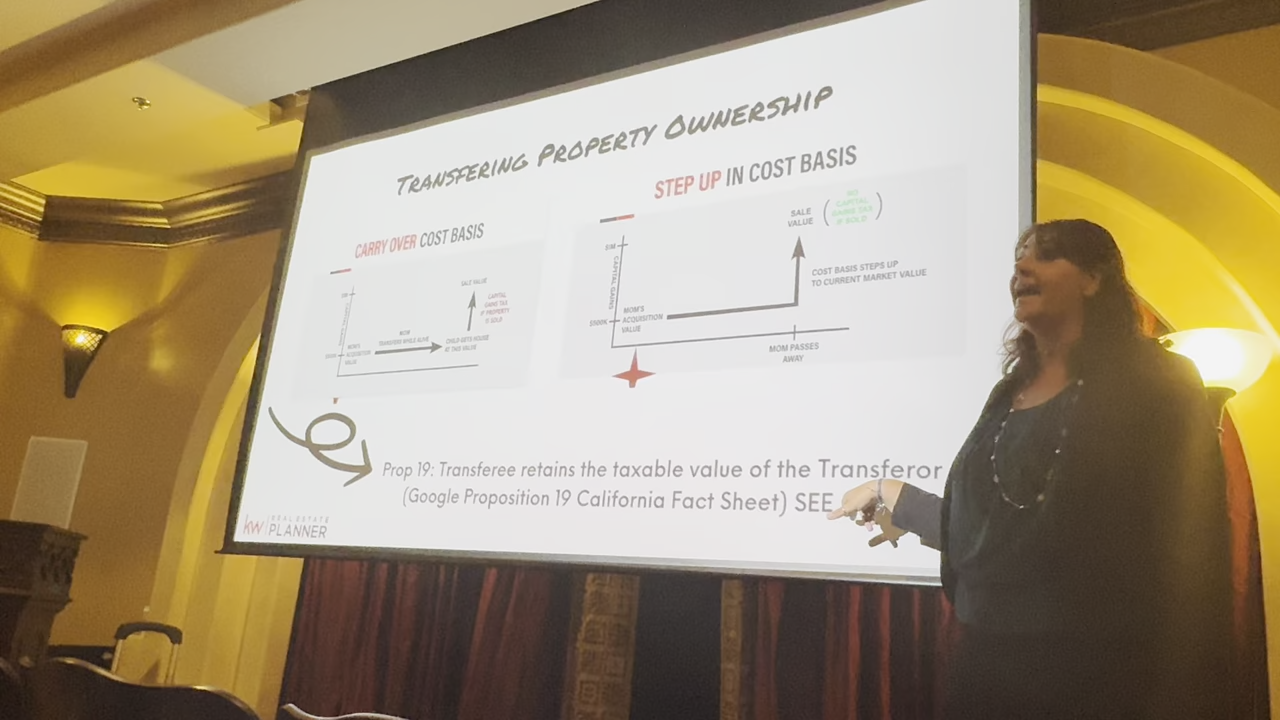 TRANSFERING PROPERTY OWNERSHIP
CARRY OVER COST BASIS
SALE VALUE
CAPITAL
GAINS TAX
IF PROPERTY
IS SOLD
MOM
TRANSFERS WHILE ALIVE
MOM'S
ACQUISITION
VALUE
CHILD GETS HOUSE
AT THIS VALUE
STEP UP IN COST BASIS
$1M
CAPITAL GAINS
$500K
MOM'S
ACQUISITION
VALUE
SALE
VALUE
NO
CAPITAL
GAINS TAX
IF SOLD
COST BASIS STEPS UP
TO CURRENT MARKET VALUE
MOM PASSES
AWAY
Prop 19: Transferee retains the taxable value of the Transferor
(Google Proposition 19 California Fact Sheet) SEE
kw REAL ESTATE
PLANNER